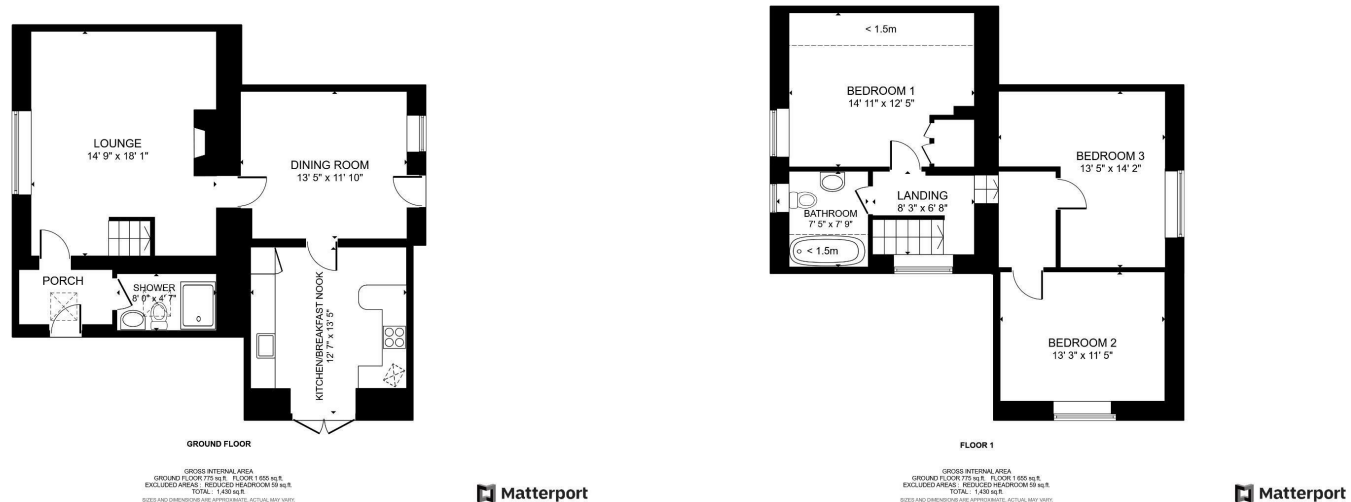 LOUNGE
14' 9" x 18' 1"
DINING ROOM
13' 5" x 11' 10"
PORCH
SHOWER
8' 0" x 4' 7"
KITCHEN/BREAKFAST NOOK
12' 7" x 13' 5"
GROUND FLOOR
GROSS INTERNAL AREA
GROUND FLOOR 775 sq.ft. FLOOR 1 655 sq.ft.
EXCLUDED AREAS : REDUCED HEADROOM 59 sq.ft.
TOTAL : 1,430 sq.ft.
SIZES AND DIMENSIONS ARE APPROXIMATE, ACTUAL MAY VARY.
Matterport
< 1.5m
BEDROOM 1
14' 11" x 12' 5"
BEDROOM 3
13' 5" x 14' 2"
LANDING
8' 3" x 6' 8"
BATHROOM
7' 5" x 7' 9"
< 1.5m
BEDROOM 2
13' 3" x 11' 5"
FLOOR 1
GROSS INTERNAL AREA
GROUND FLOOR 775 sq.ft. FLOOR 1 655 sq.ft.
EXCLUDED AREAS : REDUCED HEADROOM 59 sq.ft.
TOTAL : 1,430 sq.ft.
SIZES AND DIMENSIONS ARE APPROXIMATE, ACTUAL MAY VARY.
Matterport